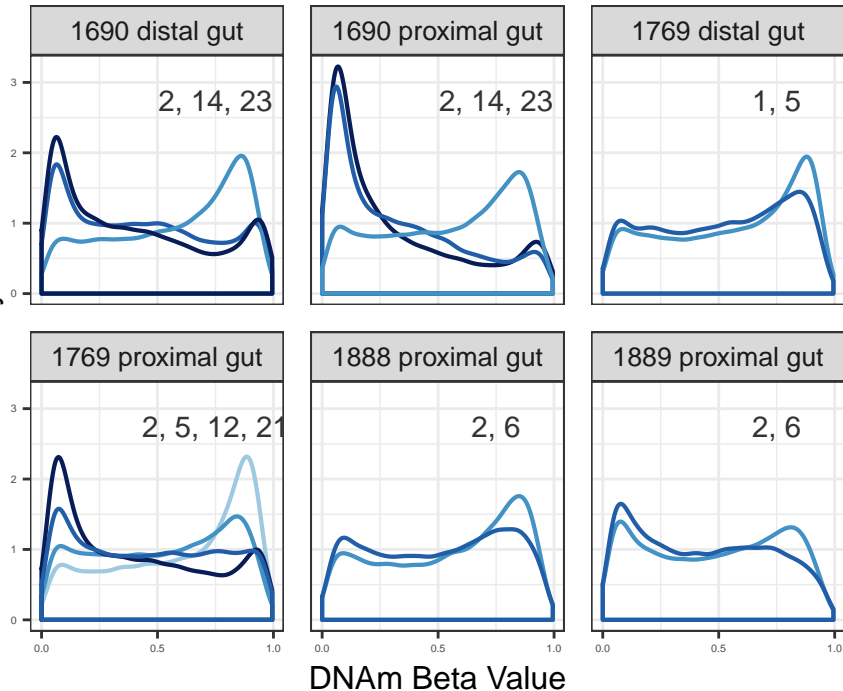 1690 distal gut
1690 proximal gut
1769 distal gut
3
2
1
0
2, 14, 23
2, 14, 23
1, 5
1769 proximal gut
1888 proximal gut
1889 proximal gut
3
2
1
0
2, 5, 12, 21
2, 6
2, 6
0.0 0.5 1.0
0.0 0.5 1.0
0.0 0.5 1.0
DNAm Beta Value